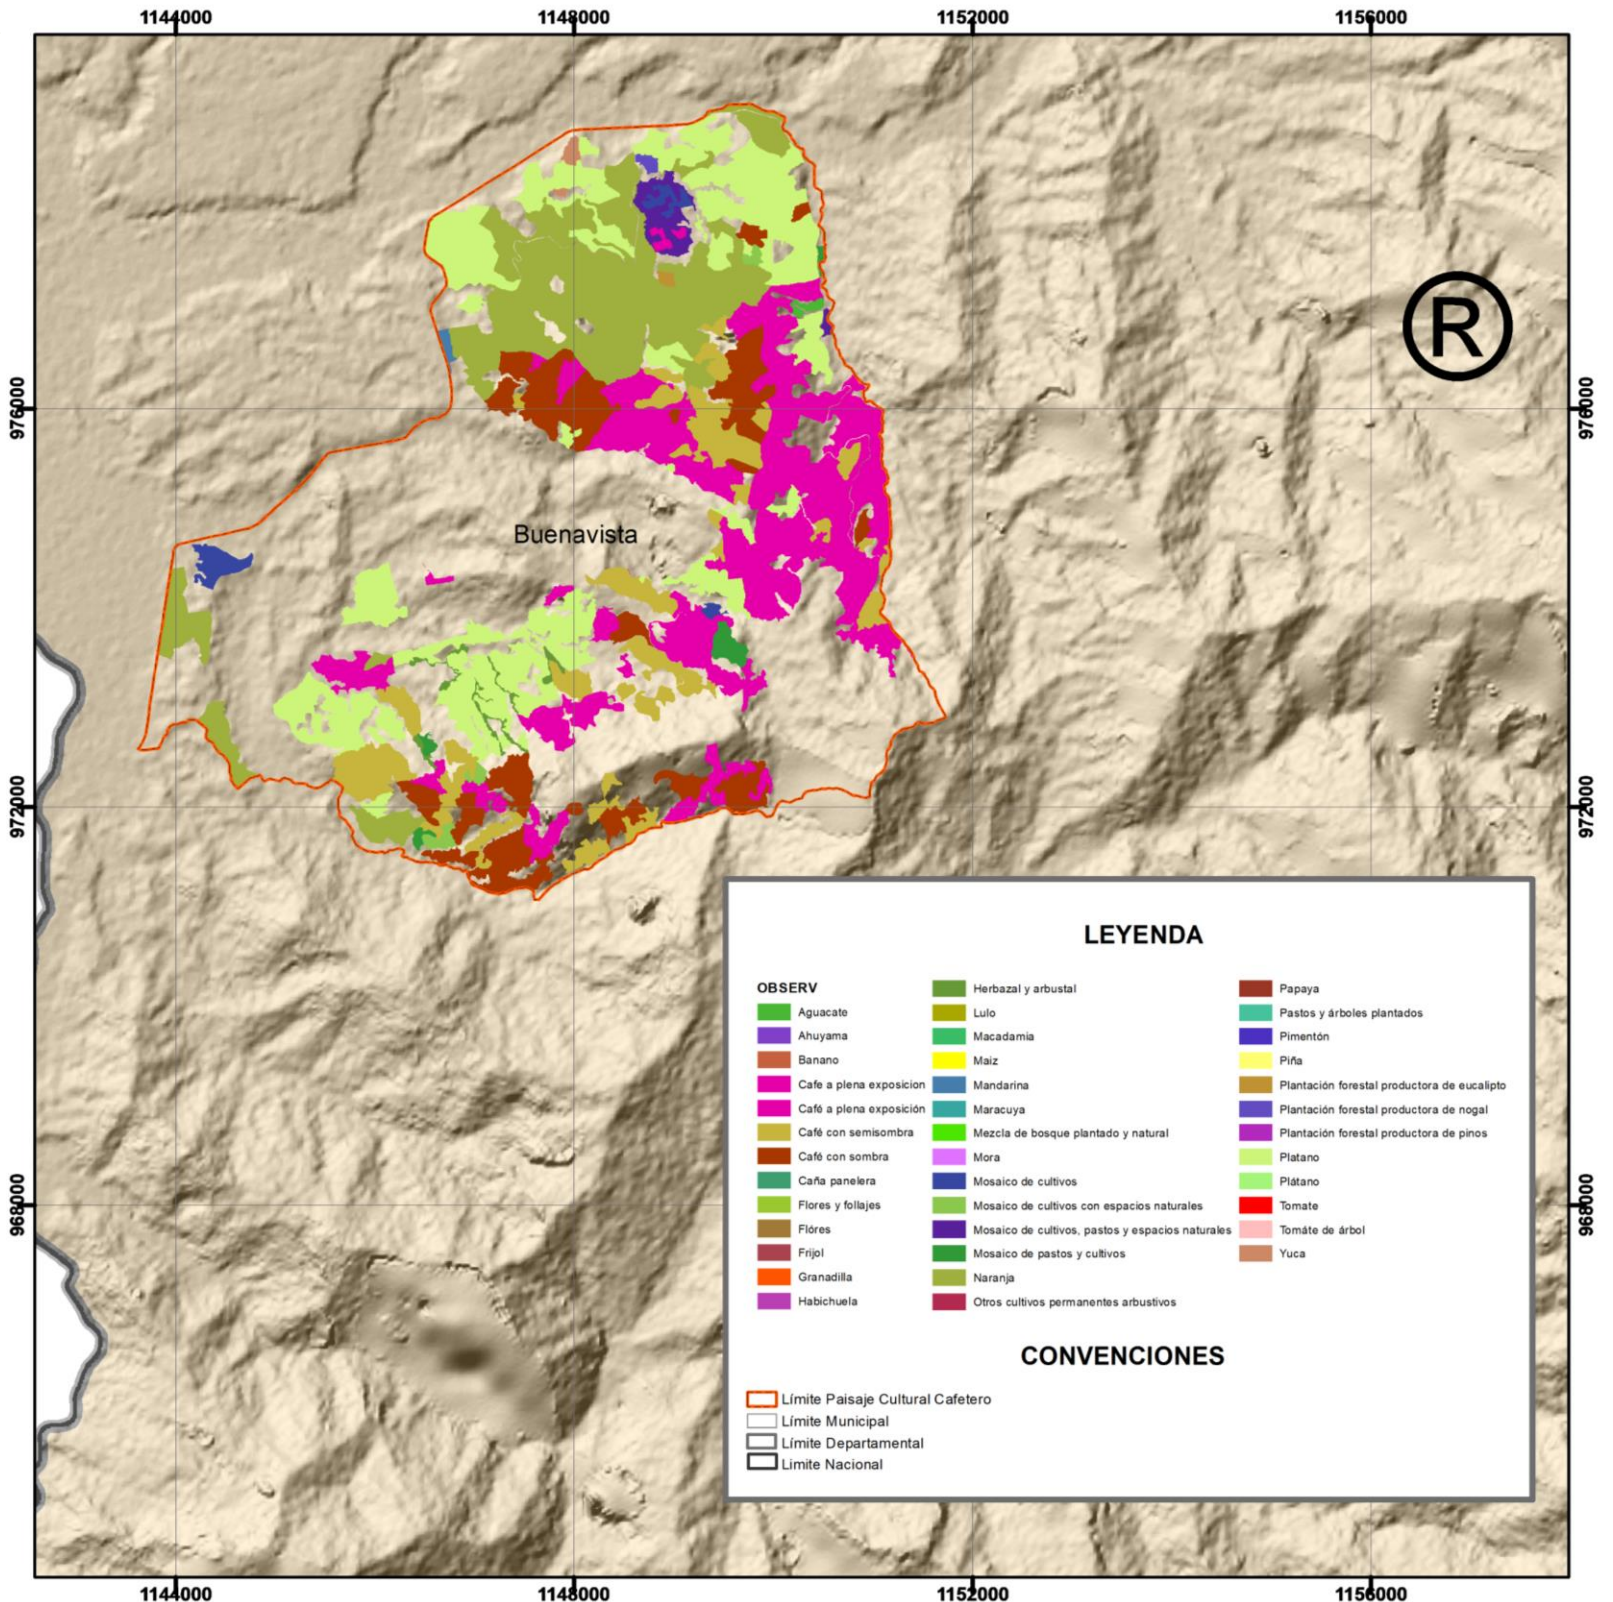 1144000 1148000 1152000 1156000
R
976000 976000
Buenavista
972000 972000
LEYENDA
OBSERV
Aguacate
Ahuyama
Banano
Cafe a plena exposicion
Café a plena exposición
Café con semisombra
Café con sombra
Caña panelera
Flores y follajes
Flóres
Frijol
Granadilla
Habichuela
Herbazal y arbustal
Lulo
Macadamia
Maiz
Mandarina
Maracuya
Mezcla de bosque plantado y natural
Mora
Mosaico de cultivos
Mosaico de cultivos con espacios naturales
Mosaico de cultivos, pastos y espacios naturales
Mosaico de pastos y cultivos
Naranja
Otros cultivos permanentes arbustivos
Papaya
Pastos y árboles plantados
Pimentón
Piña
Plantación forestal productora de eucalipto
Plantación forestal productora de nogal
Plantación forestal productora de pinos
Platano
Plátano
Tomate
Tomáte de árbol
Yuca
968000 968000
CONVENCIONES
Límite Paisaje Cultural Cafetero
Límite Municipal
Límite Departamental
Limite Nacional
1144000 1148000 1152000 1156000